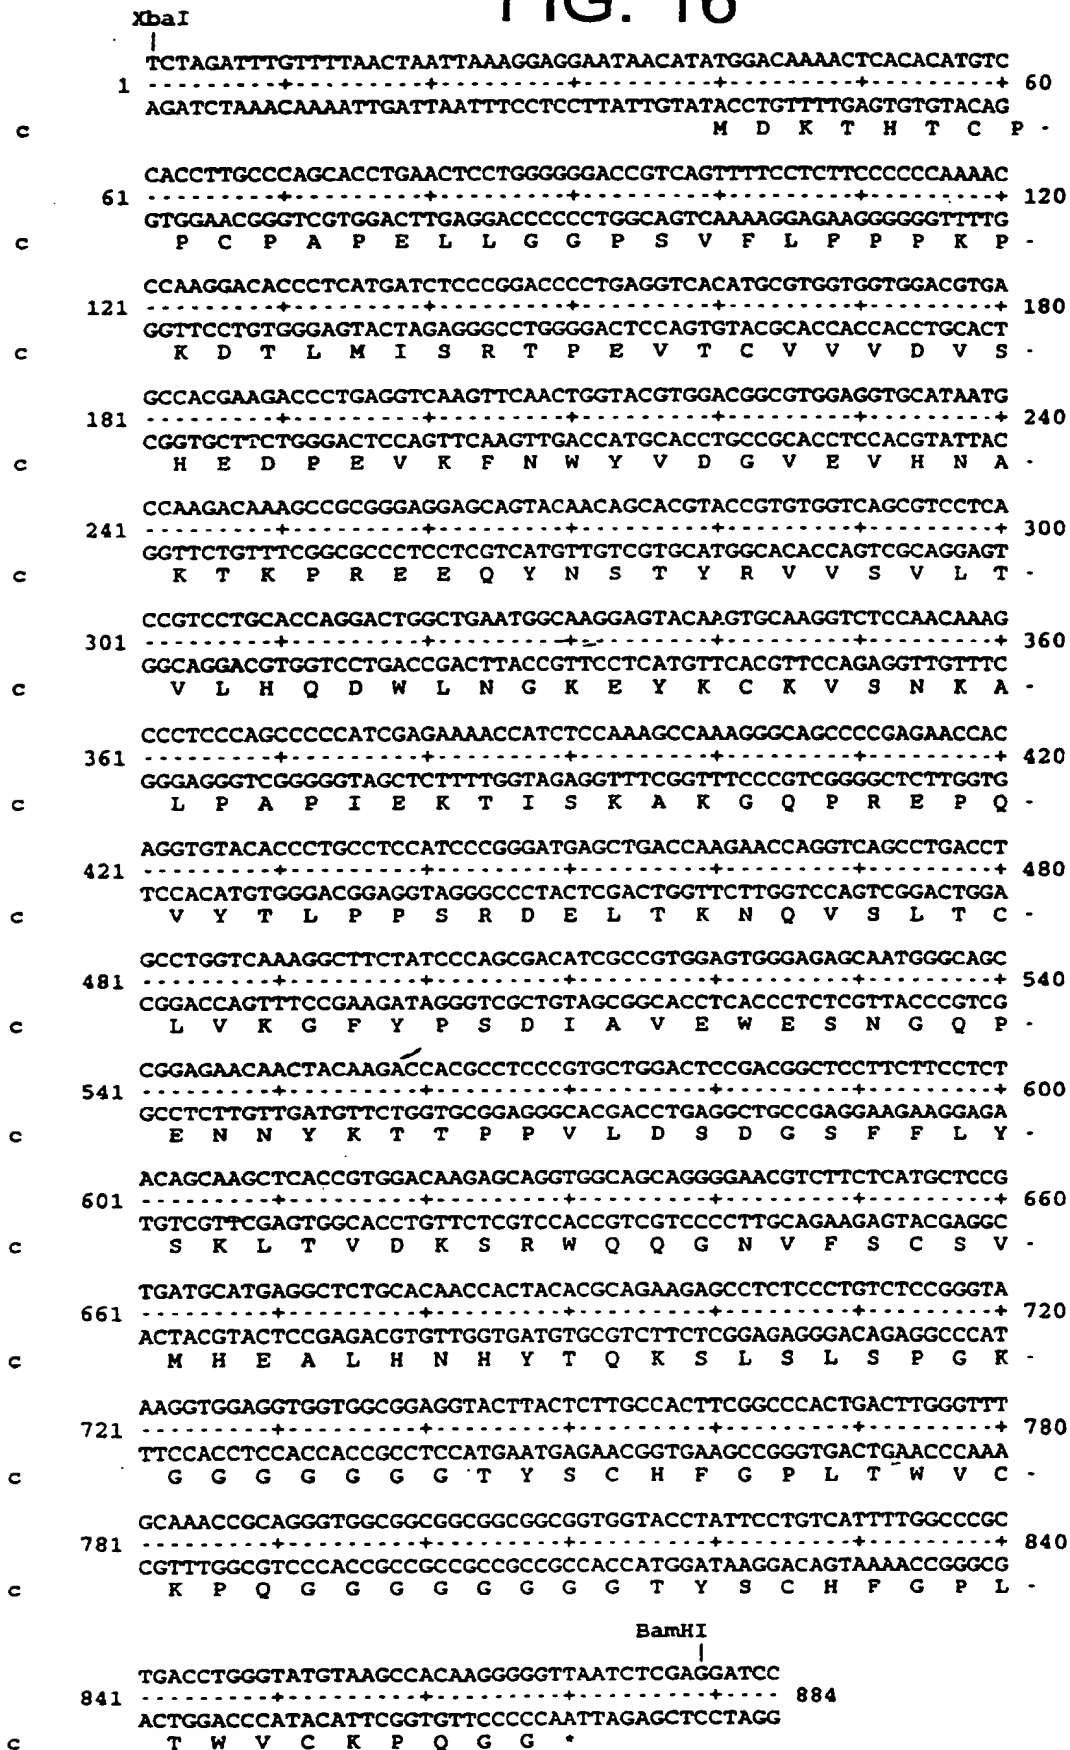 FIG. 16
XbaI
|
TCTAGATTTGTTTTAACTAATTAAAGGAGGAATAACATATGGACAAAACTCACACATGTC
1 ---------+---------+---------+---------+---------+---------+ 60
AGATCTAAACAAAATTGATTAATTTCCTCCTTATTGTATACCTGTTTTGAGTGTGTACAG
c M D K T H T C P -
CACCTTGCCCAGCACCTGAACTCCTGGGGGGACCGTCAGTTTTCCTCTTCCCCCCAAAAC
61 ---------+---------+---------+---------+---------+---------+ 120
GTGGAACGGGTCGTGGACTTGAGGACCCCCCTGGCAGTCAAAAGGAGAAGGGGGGTTTTG
c P C P A P E L L G G P S V F L F P P K P -
CCAAGGACACCCTCATGATCTCCCGGACCCCTGAGGTCACATGCGTGGTGGTGGACGTGA
121 ---------+---------+---------+---------+---------+---------+ 180
GGTTCCTGTGGGAGTACTAGAGGGCCTGGGGACTCCAGTGTACGCACCACCACCTGCACT
c K D T L M I S R T P E V T C V V V D V S -
GCCACGAAGACCCTGAGGTCAAGTTCAACTGGTACGTGGACGGCGTGGAGGTGCATAATG
181 ---------+---------+---------+---------+---------+---------+ 240
CGGTGCTTCTGGGACTCCAGTTCAAGTTGACCATGCACCTGCCGCACCTCCACGTATTAC
c H E D P E V K F N W Y V D G V E V H N A -
CCAAGACAAAGCCGCGGGAGGAGCAGTACAACAGCACGTACCGTGTGGTCAGCGTCCTCA
241 ---------+---------+---------+---------+---------+---------+ 300
GGTTCTGTTTCGGCGCCCTCCTCGTCATGTTGTCGTGCATGGCACACCAGTCGCAGGAGT
c K T K P R E E Q Y N S T Y R V V S V L T -
CCGTCCTGCACCAGGACTGGCTGAATGGCAAGGAGTACAAGTGCAAGGTCTCCAACAAAG
301 ---------+---------+---------+---------+---------+---------+ 360
GGCAGGACGTGGTCCTGACCGACTTACCGTTCCTCATGTTCACGTTCCAGAGGTTGTTTC
c V L H Q D W L N G K E Y K C K V S N K A -
CCCTCCCAGCCCCCATCGAGAAAACCATCTCCAAAGCCAAAGGGCAGCCCCGAGAACCAC
361 ---------+---------+---------+---------+---------+---------+ 420
GGGAGGGTCGGGGGTAGCTCTTTTGGTAGAGGTTTCGGTTTCCCGTCGGGGCTCTTGGTG
c L P A P I E K T I S K A K G Q P R E P Q -
AGGTGTACACCCTGCCTCCATCCCGGGATGAGCTGACCAAGAACCAGGTCAGCCTGACCT
421 ---------+---------+---------+---------+---------+---------+ 480
TCCACATGTGGGACGGAGGTAGGGCCCTACTCGACTGGTTCTTGGTCCAGTCGGACTGGA
c V Y T L P P S R D E L T K N Q V S L T C -
GCCTGGTCAAAGGCTTCTATCCCAGCGACATCGCCGTGGAGTGGGAGAGCAATGGGCAGC
481 ---------+---------+---------+---------+---------+---------+ 540
CGGACCAGTTTCCGAAGATAGGGTCGCTGTAGCGGCACCTCACCCTCTCGTTACCCGTCG
c L V K G F Y P S D I A V E W E S N G Q P -
CGGAGAACAACTACAAGACCACGCCTCCCGTGCTGGACTCCGACGGCTCCTTCTTCCTCT
541 ---------+---------+---------+---------+---------+---------+ 600
GCCTCTTGTTGATGTTCTGGTGCGGAGGGCACGACCTGAGGCTGCCGAGGAAGAAGGAGA
c E N N Y K T T P P V L D S D G S F F L Y -
ACAGCAAGCTCACCGTGGACAAGAGCAGGTGGCAGCAGGGGAACGTCTTCTCATGCTCCG
601 ---------+---------+---------+---------+---------+---------+ 660
TGTCGTTCGAGTGGCACCTGTTCTCGTCCACCGTCGTCCCCTTGCAGAAGAGTACGAGGC
c S K L T V D K S R W Q Q G N V F S C S V -
TGATGCATGAGGCTCTGCACAACCACTACACGCAGAAGAGCCTCTCCCTGTCTCCGGGTA
661 ---------+---------+---------+---------+---------+---------+ 720
ACTACGTACTCCGAGACGTGTTGGTGATGTGCGTCTTCTCGGAGAGGGACAGAGGCCCAT
c M H E A L H N H Y T Q K S L S L S P G K -
AAGGTGGAGGTGGTGGCGGAGGTACTTACTCTTGCCACTTCGGCCCACTGACTTGGGTTT
721 ---------+---------+---------+---------+---------+---------+ 780
TTCCACCTCCACCACCGCCTCCATGAATGAGAACGGTGAAGCCGGGTGACTGAACCCAAA
c G G G G G G G T Y S C H F G P L T W V C -
GCAAACCGCAGGGTGGCGGCGGCGGCGGCGGTGGTACCTATTCCTGTCATTTTGGCCCGC
781 ---------+---------+---------+---------+---------+---------+ 840
CGTTTGGCGTCCCACCGCCGCCGCCGCCGCCACCATGGATAAGGACAGTAAAACCGGGCG
c K P Q G G G G G G G G T Y S C H F G P L -
BamHI
|
TGACCTGGGTATGTAAGCCACAAGGGGGTTAATCTCGAGGATCC
841 ---------+---------+---------+---------+---- 884
ACTGGACCCATACATTCGGTGTTCCCCCAATTAGAGCTCCTAGG
c T W V C K P Q G G *